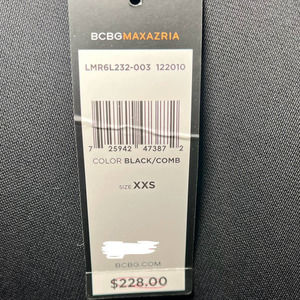 BCBGMAXAZRIA
LMR6L232-003 122010
7 25942 47387 2
COLOR BLACK/COMB
SIZE XXS
BCBG.COM
$228.00